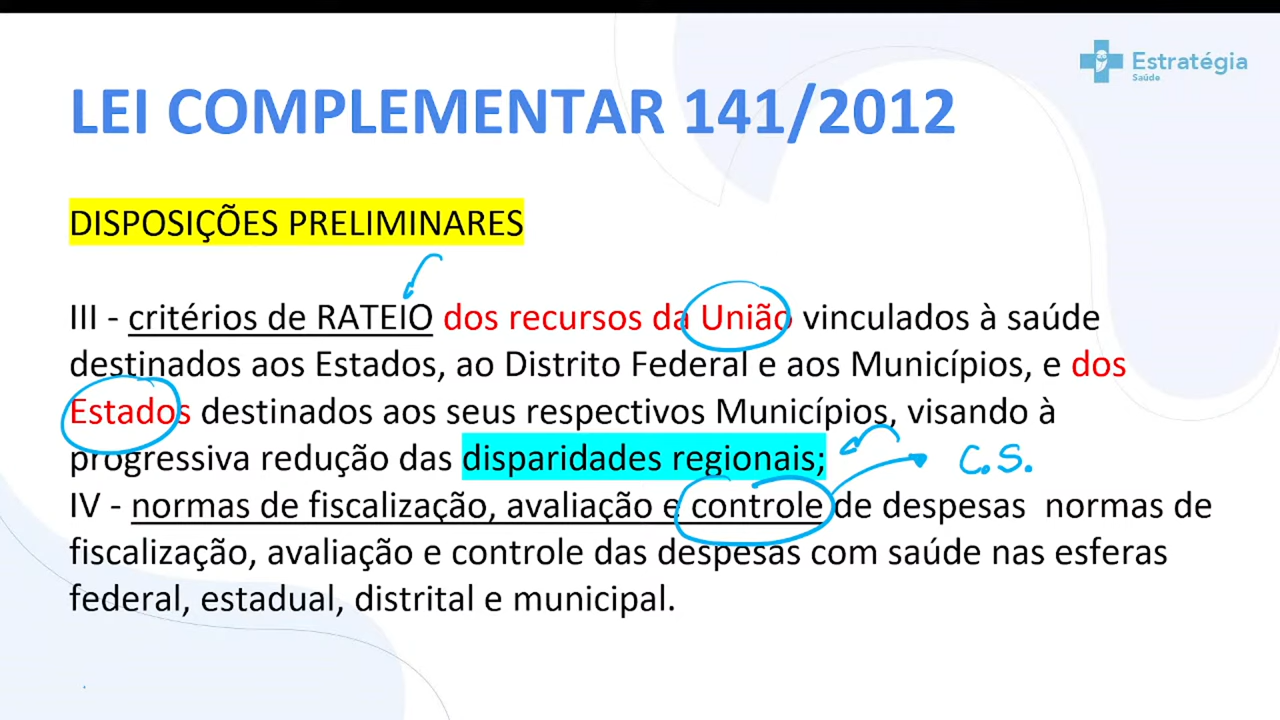 Estratégia
Saúde
LEI COMPLEMENTAR 141/2012
DISPOSIÇÕES PRELIMINARES
III - critérios de RATEIO dos recursos da União vinculados à saúde
destinados aos Estados, ao Distrito Federal e aos Municípios, e dos
Estados destinados aos seus respectivos Municípios, visando à
progressiva redução das disparidades regionais;
C.S.
IV - normas de fiscalização, avaliação e controle de despesas  normas de
fiscalização, avaliação e controle das despesas com saúde nas esferas
federal, estadual, distrital e municipal.